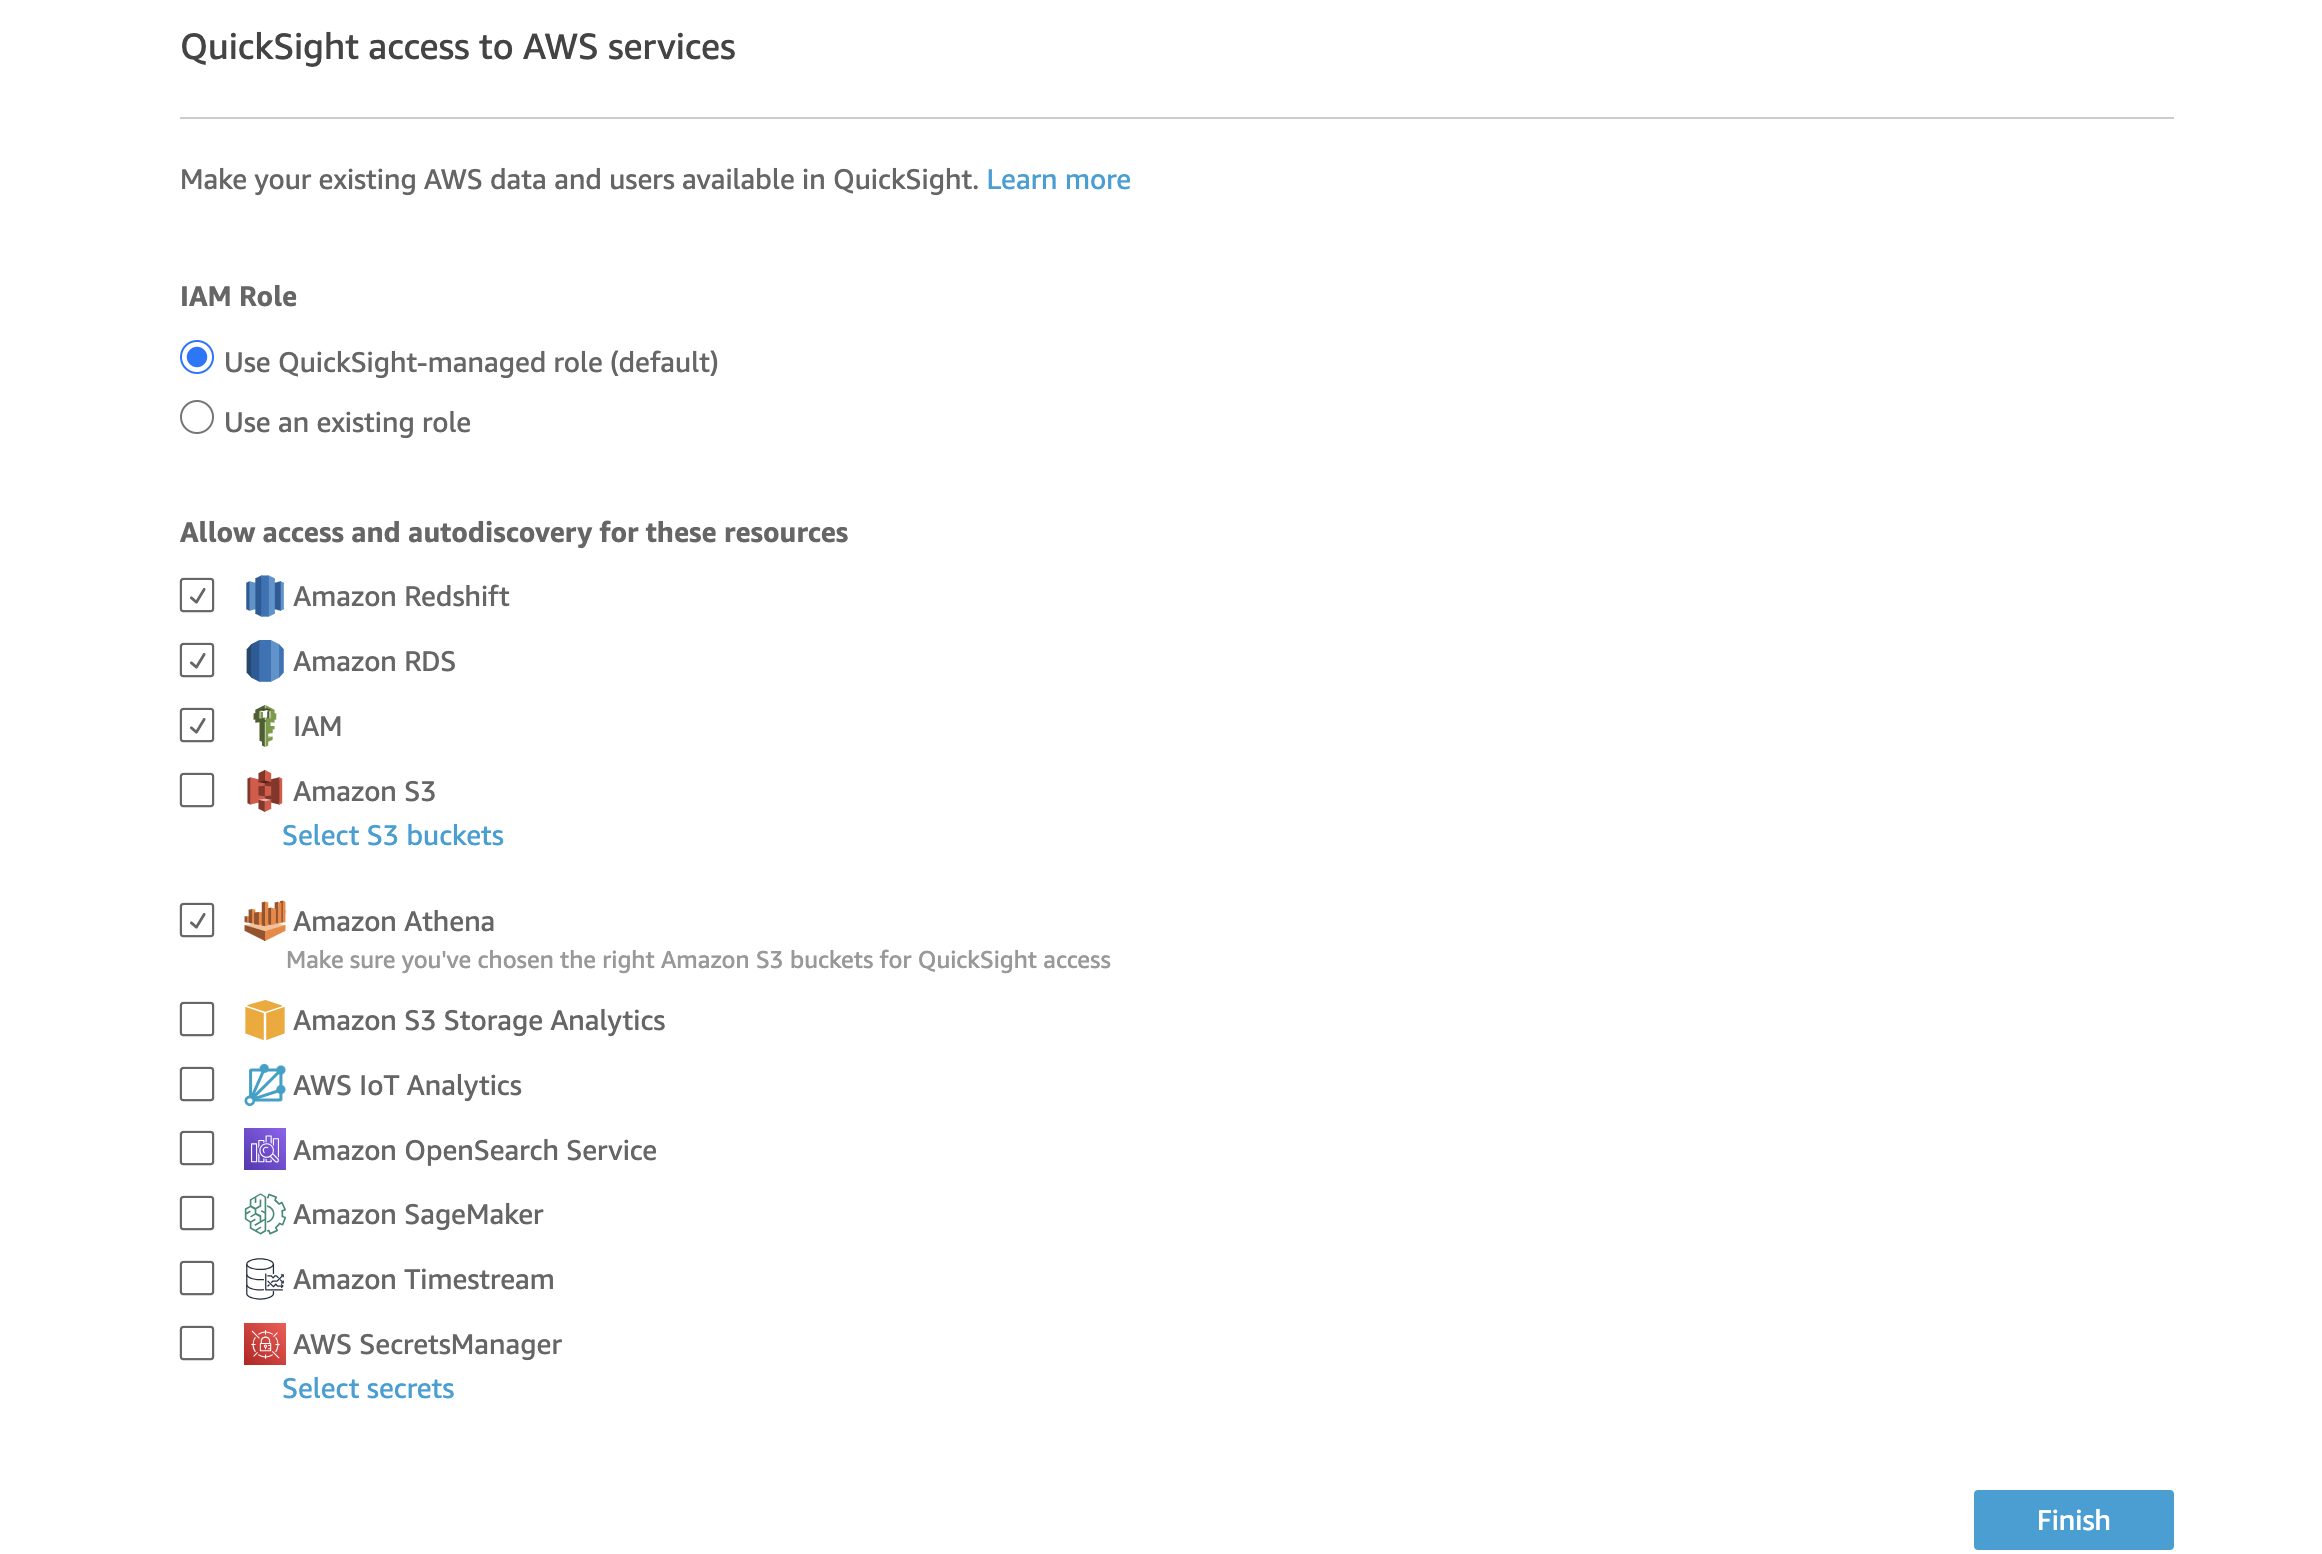 QuickSight access to AWS services
Make your existing AWS data and users available in QuickSight. Learn more
IAM Role
Use QuickSight-managed role (default)
Use an existing role
Allow access and autodiscovery for these resources
Amazon Redshift
Amazon RDS
IAM
Amazon S3
Select S3 buckets
Amazon Athena
Make sure you've chosen the right Amazon S3 buckets for QuickSight access
Amazon S3 Storage Analytics
AWS IoT Analytics
Amazon OpenSearch Service
Amazon SageMaker
Amazon Timestream
AWS SecretsManager
Select secrets
Finish